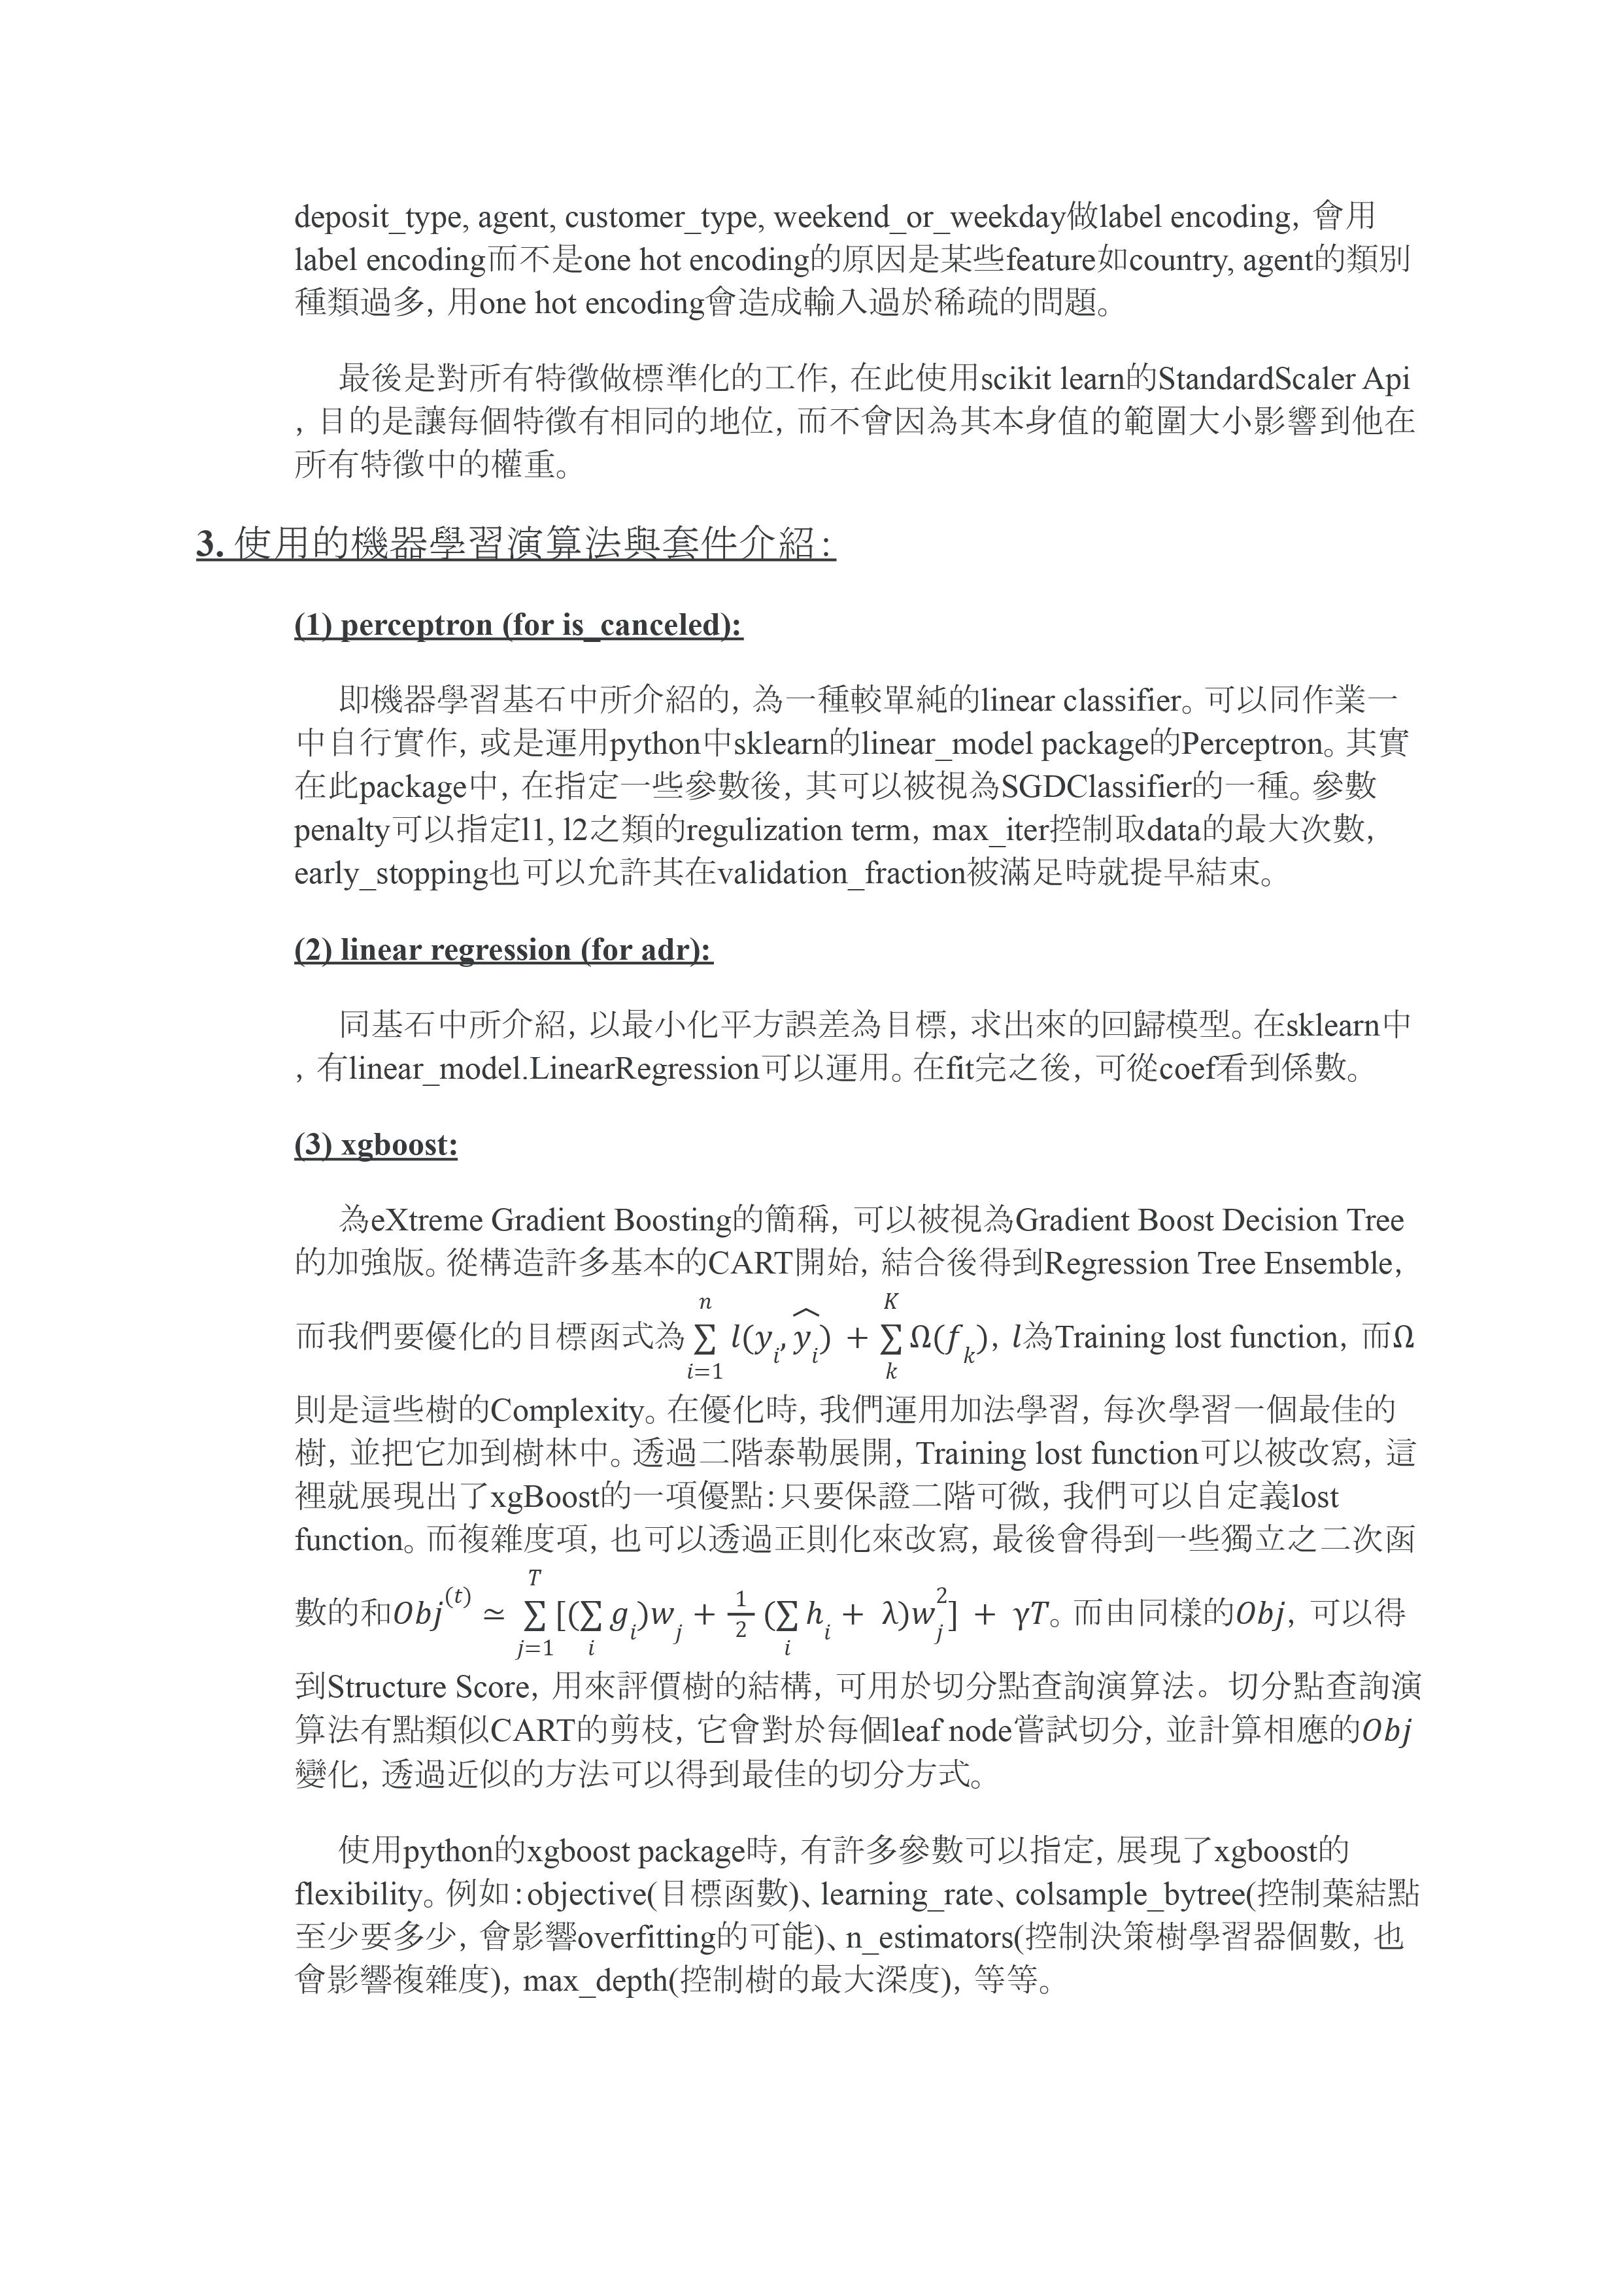 deposit_type, agent, customer_type, weekend_or_weekday做label encoding，會用
label encoding而不是one hot encoding的原因是某些feature如country, agent的類別
種類過多，用one hot encoding會造成輸入過於稀疏的問題。
最後是對所有特徵做標準化的工作，在此使用scikit learn的StandardScaler Api
，目的是讓每個特徵有相同的地位，而不會因為其本身值的範圍大小影響到他在
所有特徵中的權重。
3. 使用的機器學習演算法與套件介紹：
(1) perceptron (for is_canceled):
即機器學習基石中所介紹的，為一種較單純的linear classifier。可以同作業一
中自行實作，或是運用python中sklearn的linear_model package的Perceptron。其實
在此package中，在指定一些參數後，其可以被視為SGDClassifier的一種。參數
penalty可以指定l1, l2之類的regulization term，max_iter控制取data的最大次數，
early_stopping也可以允許其在validation_fraction被滿足時就提早結束。
(2) linear regression (for adr):
同基石中所介紹，以最小化平方誤差為目標，求出來的回歸模型。在sklearn中
，有linear_model.LinearRegression可以運用。在fit完之後，可從coef看到係數。
(3) xgboost:
為eXtreme Gradient Boosting的簡稱，可以被視為Gradient Boost Decision Tree
的加強版。從構造許多基本的CART開始，結合後得到Regression Tree Ensemble，
而我們要優化的目標函式為 $\sum_{i=1}^{n} l(y_i, \widehat{y_i}) + \sum_{k}^{K} Ω(f_k)$，l為Training lost function，而Ω
則是這些樹的Complexity。在優化時，我們運用加法學習，每次學習一個最佳的
樹，並把它加到樹林中。透過二階泰勒展開，Training lost function可以被改寫，這
裡就展現出了xgBoost的一項優點：只要保證二階可微，我們可以自定義lost
function。而複雜度項，也可以透過正則化來改寫，最後會得到一些獨立之二次函
數的和$Obj^{(t)} ≃ \sum_{j=1}^{T} [(\sum_{i} g_i)w_j + \frac{1}{2} (\sum_{i} h_i + λ)w_j^2] + γT$。而由同樣的Obj，可以得
到Structure Score，用來評價樹的結構，可用於切分點查詢演算法。切分點查詢演
算法有點類似CART的剪枝，它會對於每個leaf node嘗試切分，並計算相應的Obj
變化，透過近似的方法可以得到最佳的切分方式。
使用python的xgboost package時，有許多參數可以指定，展現了xgboost的
flexibility。例如：objective(目標函數)、learning_rate、colsample_bytree(控制葉結點
至少要多少，會影響overfitting的可能)、n_estimators(控制決策樹學習器個數，也
會影響複雜度)，max_depth(控制樹的最大深度)，等等。